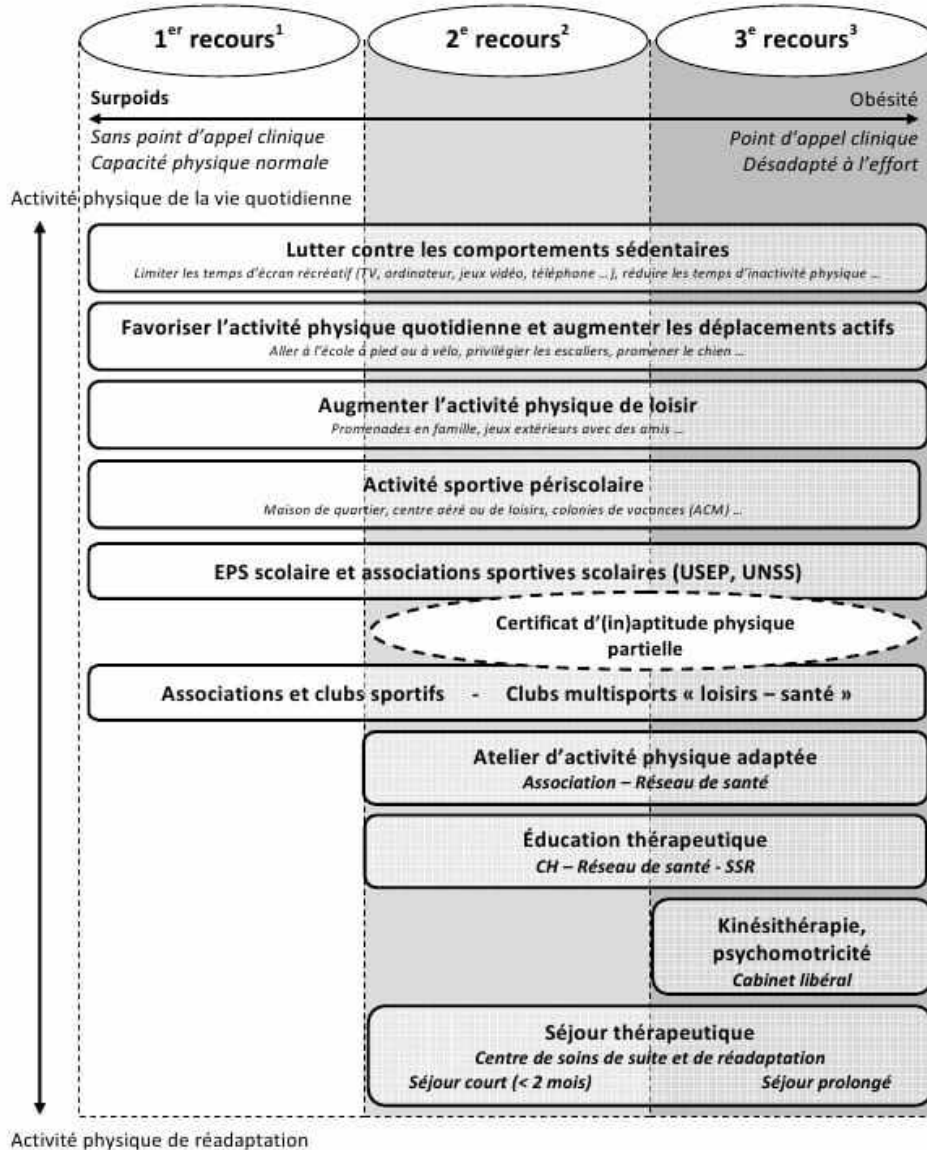 1er recours1
2e recours2
3e recours3
Surpoids
Obésité
Sans point d'appel clinique
Point d'appel clinique
Capacité physique normale
Désadapté à l'effort
Activité physique de la vie quotidienne
Lutter contre les comportements sédentaires
Limiter les temps d'écran récréatif (TV, ordinateur, jeux vidéo, téléphone ...), réduire les temps d'inactivité physique ...
Favoriser l'activité physique quotidienne et augmenter les déplacements actifs
Aller à l'école à pied ou à vélo, privilégier les escaliers, promener le chien ...
Augmenter l'activité physique de loisir
Promenades en famille, jeux extérieurs avec des amis ...
Activité sportive périscolaire
Maison de quartier, centre aéré ou de loisirs, colonies de vacances (ACM) ...
EPS scolaire et associations sportives scolaires (USEP, UNSS)
Certificat d'(in)aptitude physique
partielle
Associations et clubs sportifs - Clubs multisports « loisirs – santé »
Atelier d'activité physique adaptée
Association – Réseau de santé
Éducation thérapeutique
CH – Réseau de santé - SSR
Kinésithérapie,
psychomotricité
Cabinet libéral
Séjour thérapeutique
Centre de soins de suite et de réadaptation
Séjour court (< 2 mois) Séjour prolongé
Activité physique de réadaptation